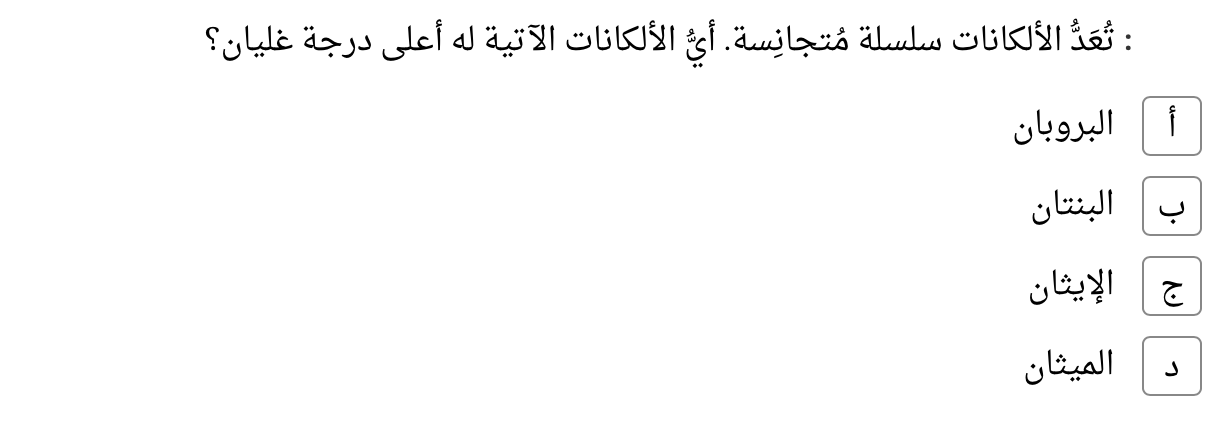 : تُعَدُّ الألكانات سلسلة مُتجانِسة. أيُّ الألكانات الآتية له أعلى درجة غليان؟
أ البروبان
ب البنتان
ج الإيثان
د الميثان